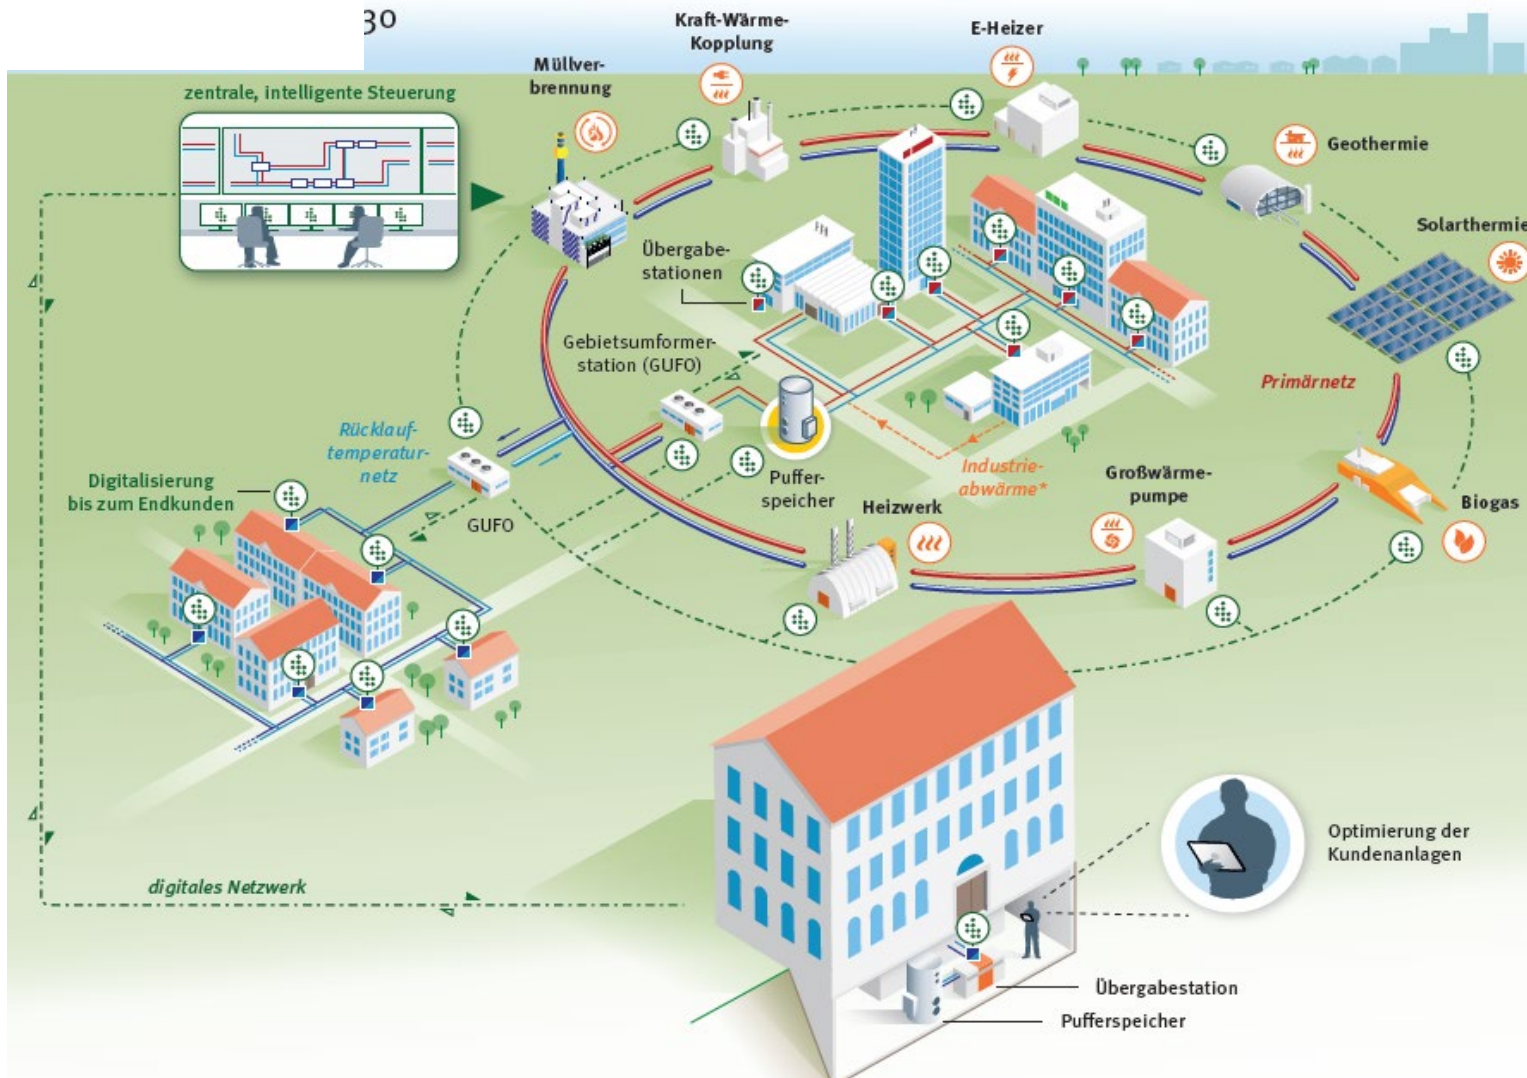 30
Kraft-Wärme-
Kopplung
E-Heizer
Müllver-
brennung
zentrale, intelligente Steuerung
Geothermie
Solarthermie
Übergabe-
stationen
Gebietsumformer-
station (GUFO)
Primärnetz
Rücklauf-
temperatur-
netz
Digitalisierung
bis zum Endkunden
GUFO
Puffer-
speicher
Industrie-
abwärme*
Heizwerk
Großwärme-
pumpe
Biogas
Optimierung der
Kundenanlagen
digitales Netzwerk
Übergabestation
Pufferspeicher